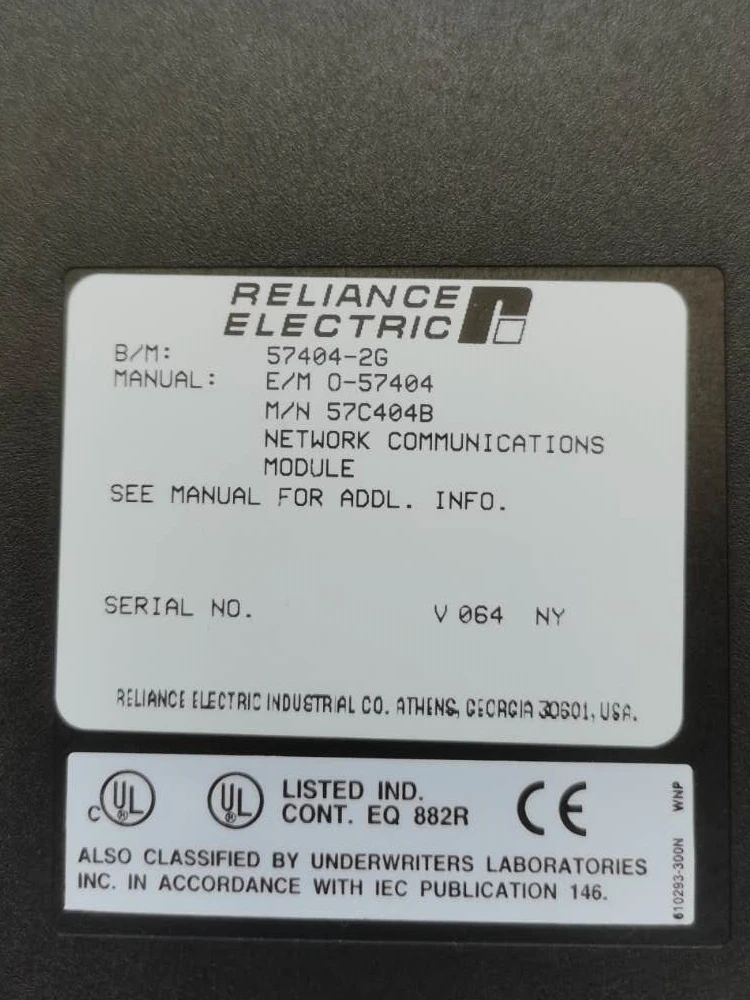 RELIANCE
ELECTRIC
B/M: 57404-2G
MANUAL: E/M O-57404
M/N 57C404B
NETWORK COMMUNICATIONS
MODULE
SEE MANUAL FOR ADDL. INFO.
SERIAL NO. V 064 NY
RELIANCE ELECTRIC INDUSTRIAL CO. ATHENS, GEORGIA 30601, USA.
C UL ® UL ® LISTED IND. CE
CONT. EQ 882R
ALSO CLASSIFIED BY UNDERWRITERS LABORATORIES
INC. IN ACCORDANCE WITH IEC PUBLICATION 146.
610293-300N WNP